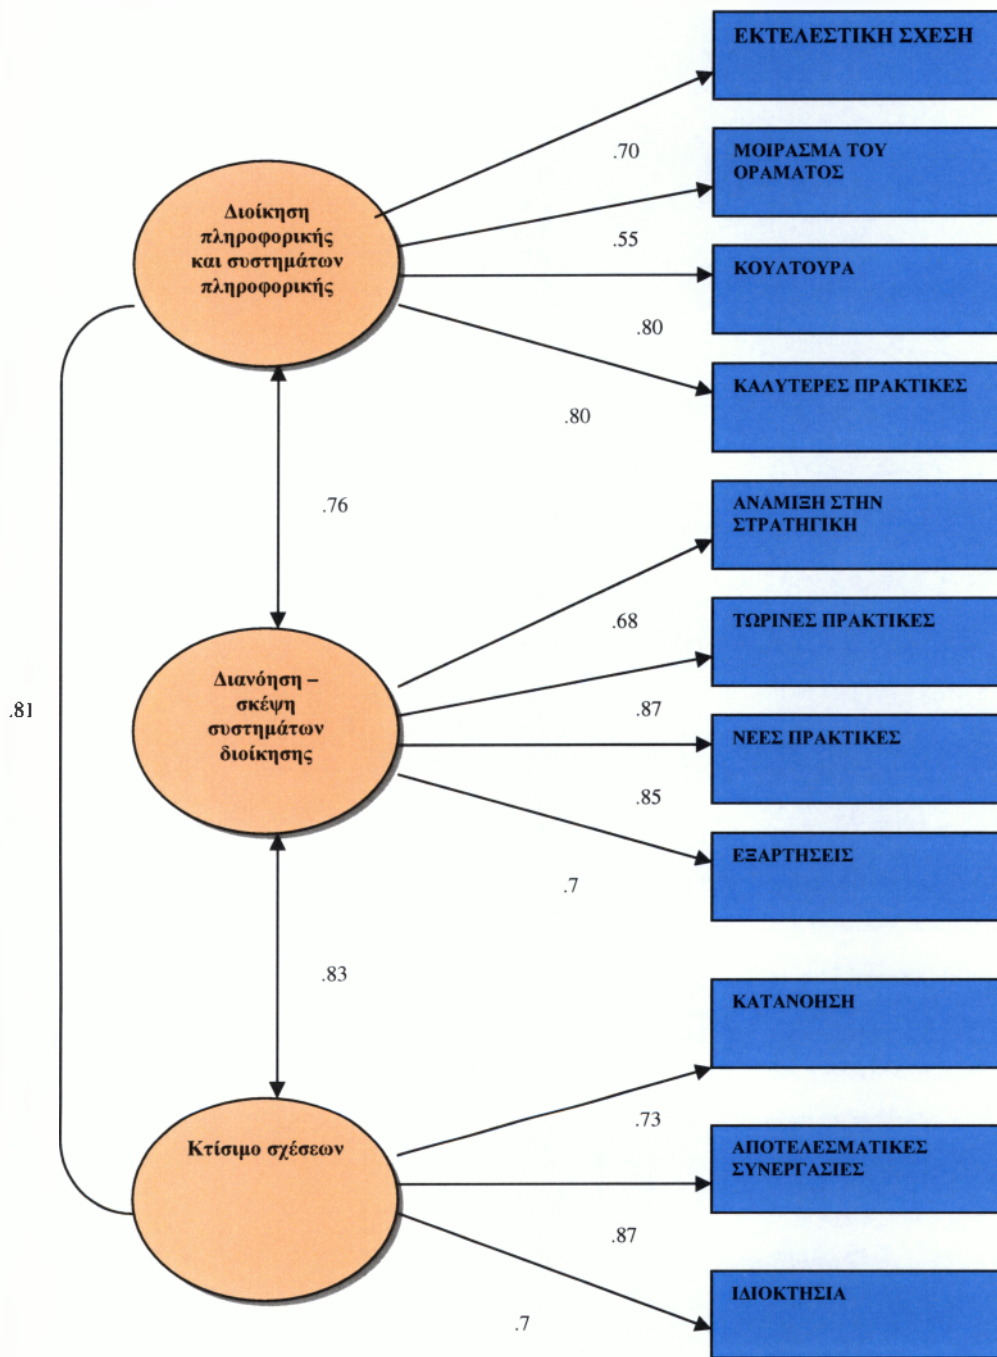 ΕΚΤΕΛΕΣΤΙΚΗ ΣΧΕΣΗ
.70
ΜΟΙΡΑΣΜΑ ΤΟΥ
ΟΡΑΜΑΤΟΣ
Διοίκηση
πληροφορικής
και συστημάτων
πληροφορικής
.55
ΚΟΥΛΤΟΥΡΑ
.80
ΚΑΛΥΤΕΡΕΣ ΠΡΑΚΤΙΚΕΣ
.80
.76
ΑΝΑΜΙΞΗ ΣΤΗΝ
ΣΤΡΑΤΗΓΙΚΗ
.68
ΤΩΡΙΝΕΣ ΠΡΑΚΤΙΚΕΣ
.81
Διανόηση –
σκέψη
συστημάτων
διοίκησης
.87
ΝΕΕΣ ΠΡΑΚΤΙΚΕΣ
.85
ΕΞΑΡΤΗΣΕΙΣ
.7
.83
ΚΑΤΑΝΟΗΣΗ
.73
Κτίσιμο σχέσεων
ΑΠΟΤΕΛΕΣΜΑΤΙΚΕΣ
ΣΥΝΕΡΓΑΣΙΕΣ
.87
ΙΔΙΟΚΤΗΣΙΑ
.7